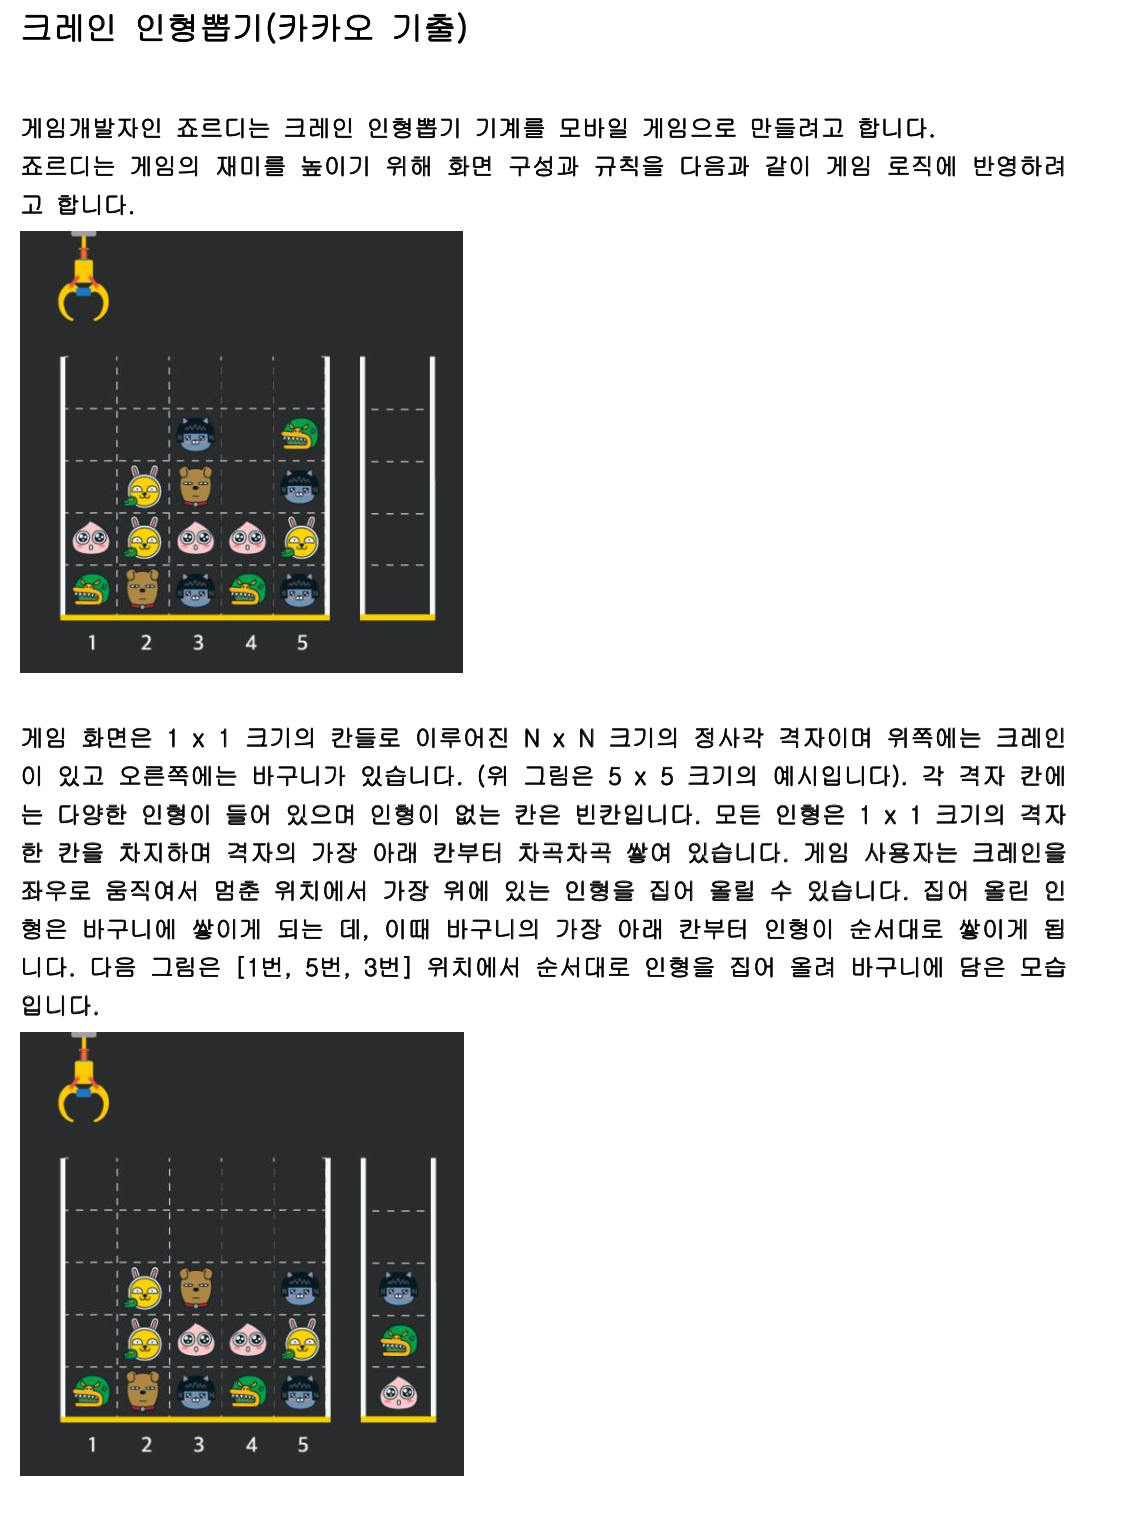 크레인 인형뽑기(카카오 기출)
게임개발자인 죠르디는 크레인 인형뽑기 기계를 모바일 게임으로 만들려고 합니다.
죠르디는 게임의 재미를 높이기 위해 화면 구성과 규칙을 다음과 같이 게임 로직에 반영하려
고 합니다.
1 2 3 4 5
게임 화면은 1 x 1 크기의 칸들로 이루어진 N x N 크기의 정사각 격자이며 위쪽에는 크레인
이 있고 오른쪽에는 바구니가 있습니다. (위 그림은 5 x 5 크기의 예시입니다). 각 격자 칸에
는 다양한 인형이 들어 있으며 인형이 없는 칸은 빈칸입니다. 모든 인형은 1 x 1 크기의 격자
한 칸을 차지하며 격자의 가장 아래 칸부터 차곡차곡 쌓여 있습니다. 게임 사용자는 크레인을
좌우로 움직여서 멈춘 위치에서 가장 위에 있는 인형을 집어 올릴 수 있습니다. 집어 올린 인
형은 바구니에 쌓이게 되는 데, 이때 바구니의 가장 아래 칸부터 인형이 순서대로 쌓이게 됩
니다. 다음 그림은 [1번, 5번, 3번] 위치에서 순서대로 인형을 집어 올려 바구니에 담은 모습
입니다.
1 2 3 4 5